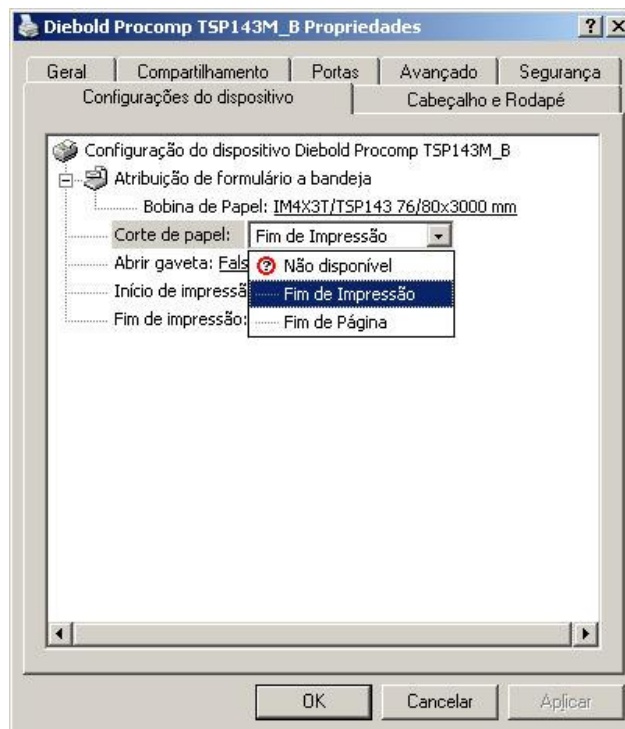 Diebold Procomp TSP143M_B Propriedades
Geral Compartilhamento Portas Avançado Segurança
Configurações do dispositivo Cabeçalho e Rodapé
Configuração do dispositivo Diebold Procomp TSP143M_B
Atribuição de formulário a bandeja
Bobina de Papel: IM4X3T/TSP143 76/80x3000 mm
Corte de papel: Fim de Impressão
Abrir gaveta: Fals
Não disponível
Início de impressã
Fim de Impressão
Fim de impressão:
Fim de Página
OK Cancelar Aplicar